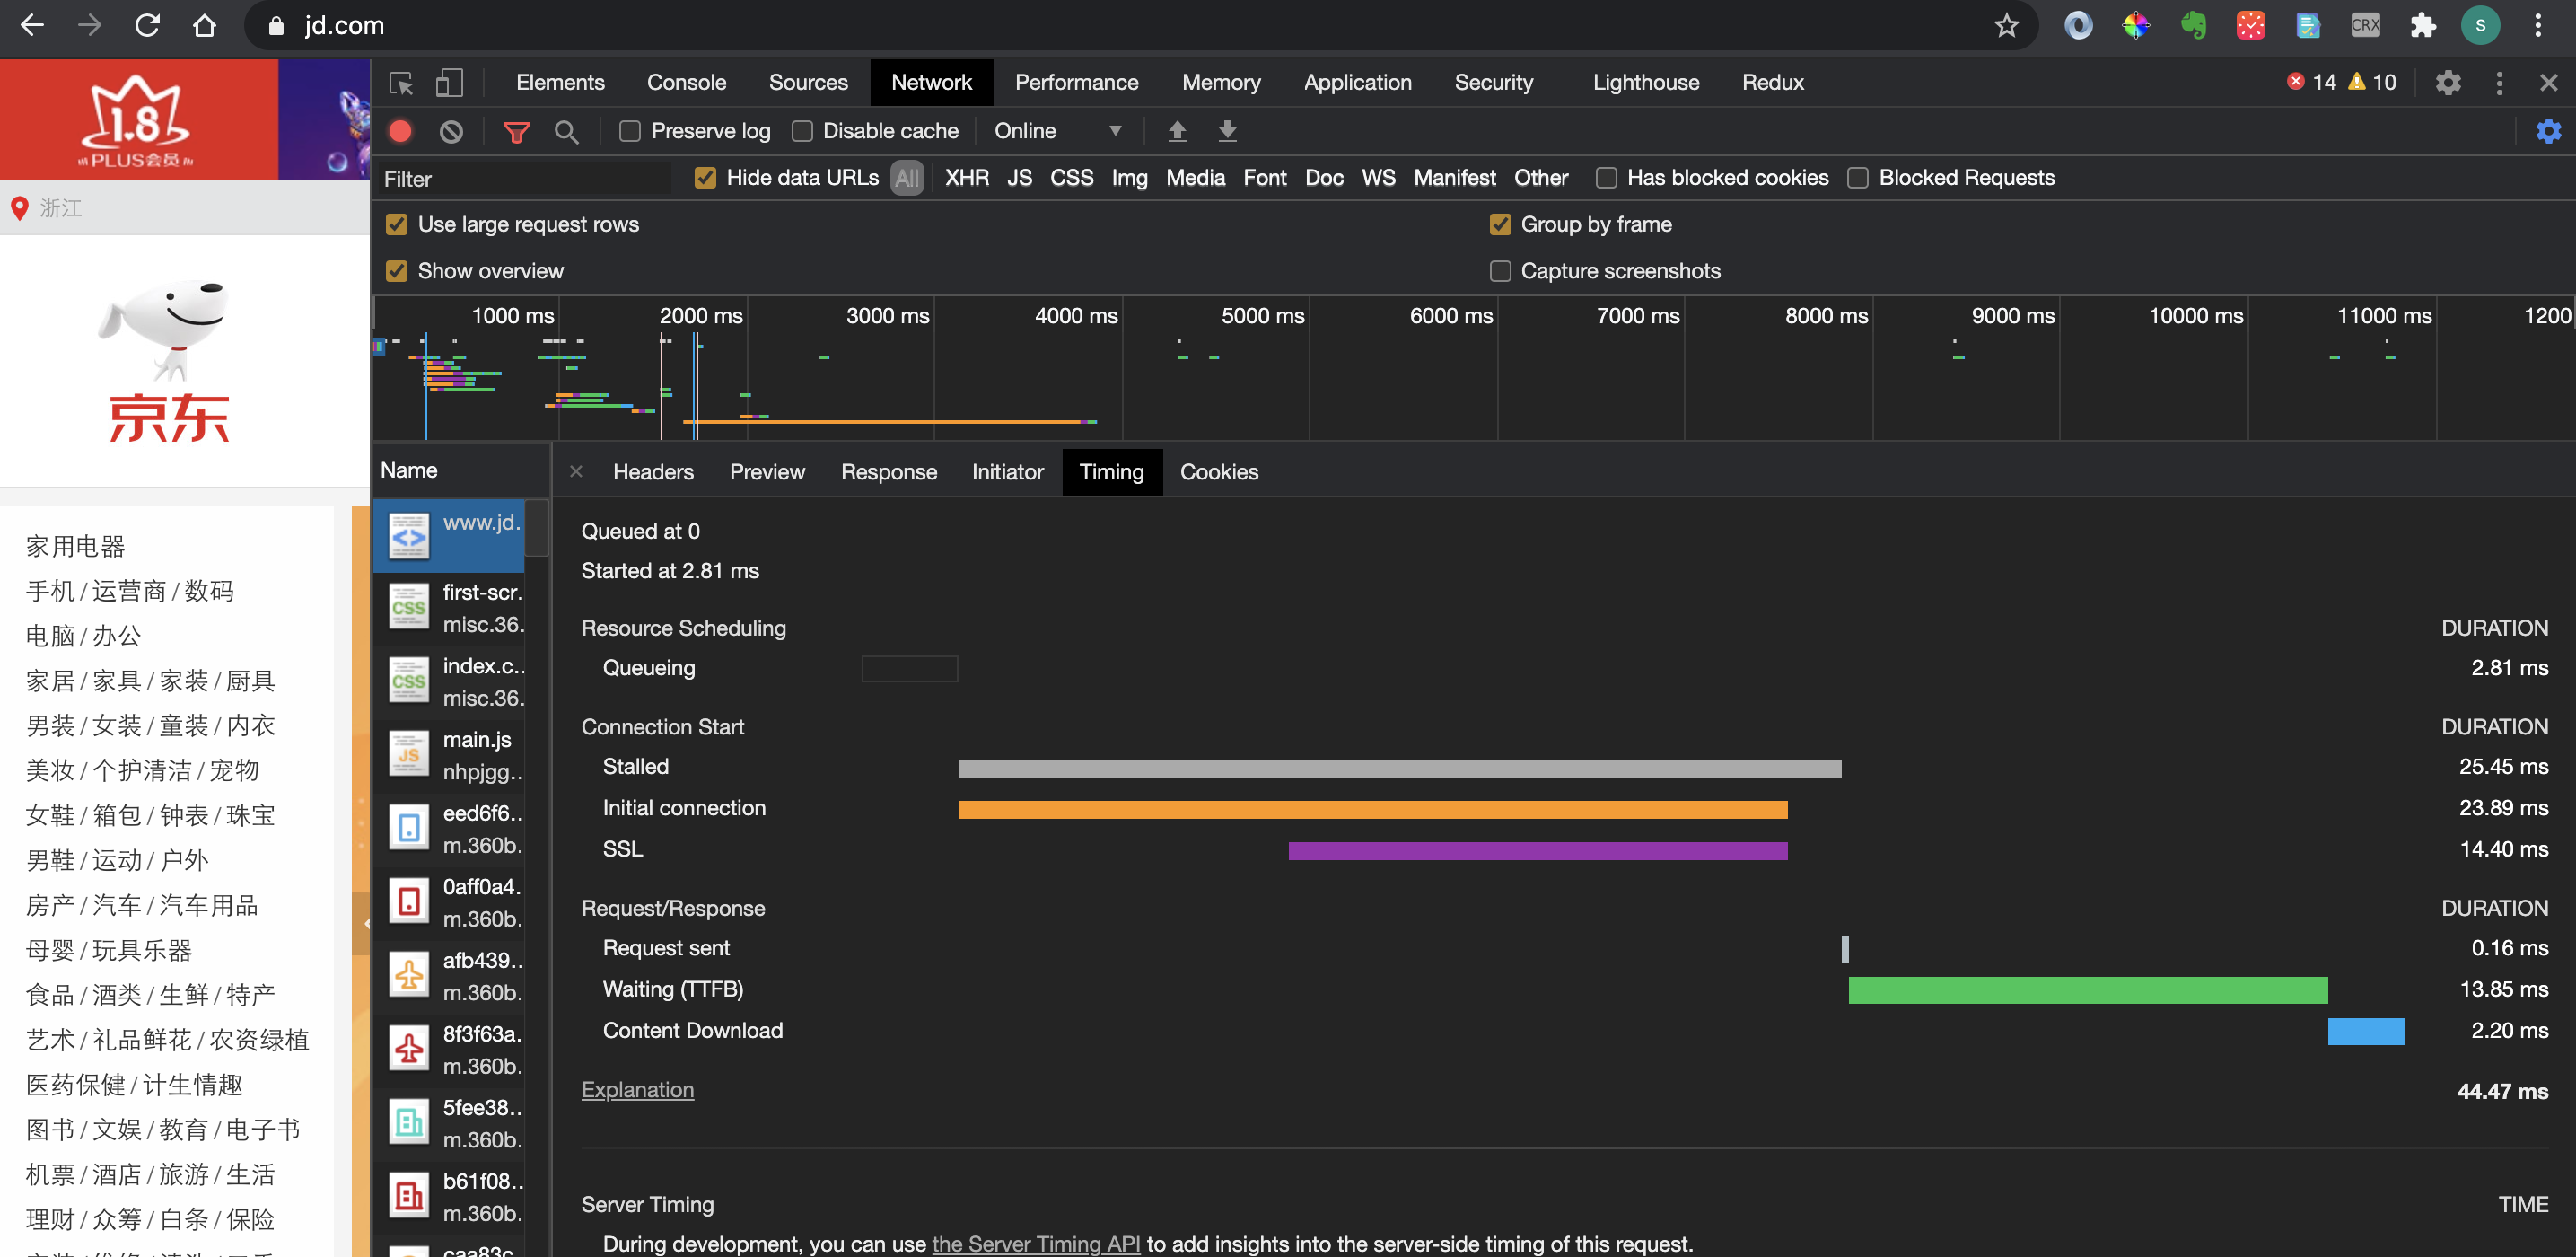 jd.com
CRX
S
1.8
PLUS会员
浙江
京东
家用电器
手机 / 运营商 / 数码
电脑 / 办公
家居 / 家具 / 家装 / 厨具
男装 / 女装 / 童装 / 内衣
美妆 / 个护清洁 / 宠物
女鞋 / 箱包 / 钟表 / 珠宝
男鞋 / 运动 / 户外
房产 / 汽车 / 汽车用品
母婴 / 玩具乐器
食品 / 酒类 / 生鲜 / 特产
艺术 / 礼品鲜花 / 农资绿植
医药保健 / 计生情趣
图书 / 文娱 / 教育 / 电子书
机票 / 酒店 / 旅游 / 生活
理财 / 众筹 / 白条 / 保险
Elements Console Sources Network Performance Memory Application Security Lighthouse Redux 14 10
Preserve log Disable cache Online
Filter Hide data URLs All XHR JS CSS Img Media Font Doc WS Manifest Other Has blocked cookies Blocked Requests
Use large request rows Group by frame
Show overview Capture screenshots
1000 ms 2000 ms 3000 ms 4000 ms 5000 ms 6000 ms 7000 ms 8000 ms 9000 ms 10000 ms 11000 ms 1200
Name
www.jd.
first-scr.
CSS
misc.36.
index.c..
CSS
misc.36.
main.js
JS
nhpjgg..
eed6f6..
m.360b.
0aff0a4.
m.360b.
afb439..
m.360b.
8f3f63a.
m.360b.
5fee38..
m.360b.
b61f08..
m.360b.
caa83c
Headers Preview Response Initiator Timing Cookies
Queued at 0
Started at 2.81 ms
Resource Scheduling DURATION
Queueing 2.81 ms
Connection Start DURATION
Stalled 25.45 ms
Initial connection 23.89 ms
SSL 14.40 ms
Request/Response DURATION
Request sent 0.16 ms
Waiting (TTFB) 13.85 ms
Content Download 2.20 ms
Explanation 44.47 ms
Server Timing TIME
During development, you can use the Server Timing API to add insights into the server-side timing of this request.